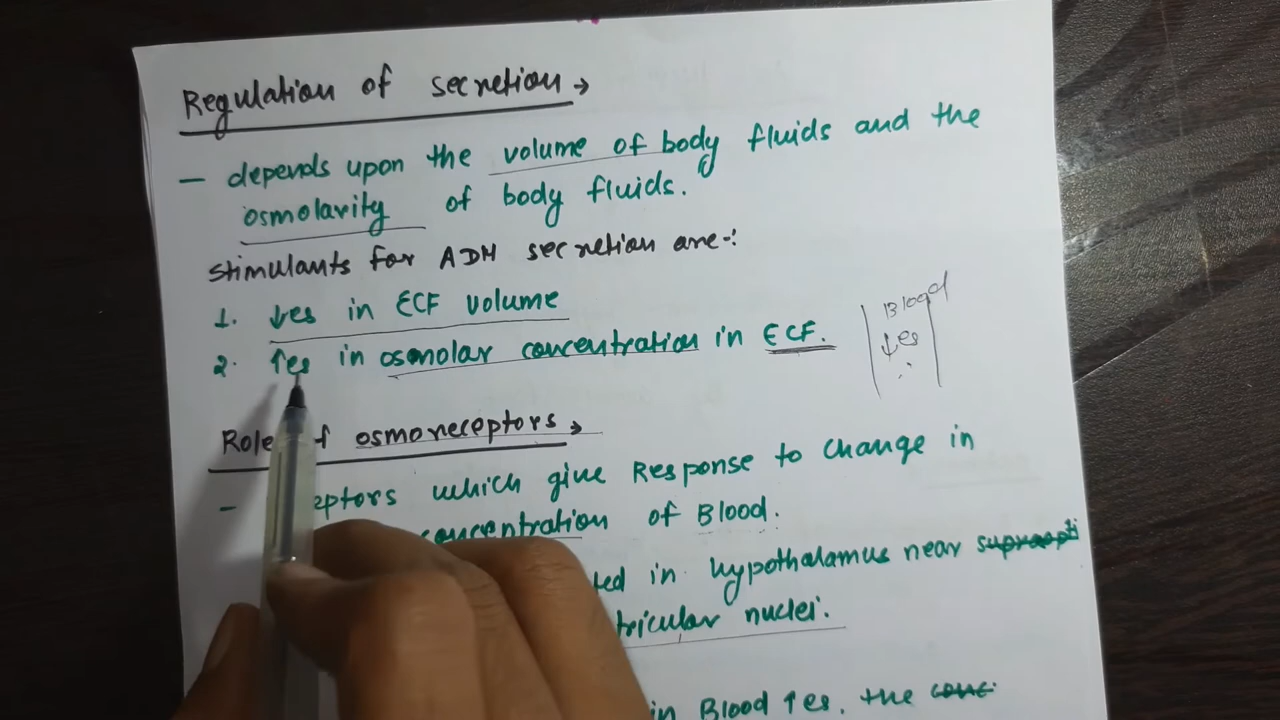 Regulation of secretion →
— depends upon the volume of body fluids and the
osmolarity of body fluids.
Stimulants for ADH secretion are-:
1. ↓es in ECF volume
2. ↑es in osmolar concentration in ECF.
Blood
↓es
∴
Role of osmoreceptors →
- eptors which give Response to change in
concentration of Blood.
ted in hypothalamus near
tricular nuclei.
in Blood ↑es, the